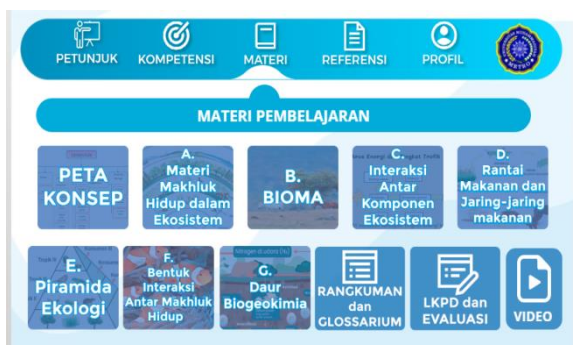 PETUNJUK
KOMPETENSI
MATERI
REFERENSI
PROFIL
METRO
MATERI PEMBELAJARAN
PETA
KONSEP
A.
Materi
Makhluk
Hidup dalam
Ekosistem
B.
BIOMA
C.
Interaksi
Antar
Komponen
Ekosistem
D.
Rantai
Makanan dan
Jaring-jaring
makanan
E.
Piramida
Ekologi
F.
Bentuk
Interaksi
Antar Makhluk
Hidup
G.
Daur
Biogeokimia
RANGKUMAN
dan
GLOSSARIUM
LKPD dan
EVALUASI
VIDEO